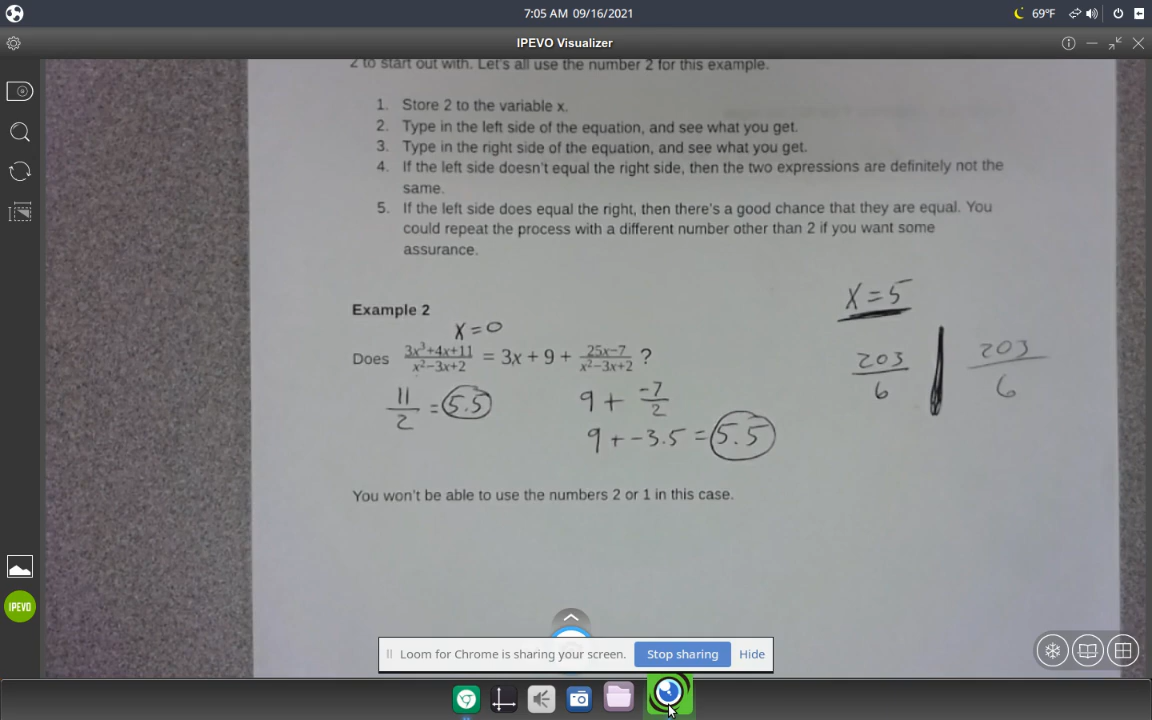 7:05 AM 09/16/2021
69°F
IPEVO Visualizer
2 to start out with. Let's all use the number 2 for this example.
1. Store 2 to the variable x.
2. Type in the left side of the equation, and see what you get.
3. Type in the right side of the equation, and see what you get.
4. If the left side doesn't equal the right side, then the two expressions are definitely not the
same.
5. If the left side does equal the right, then there's a good chance that they are equal. You
could repeat the process with a different number other than 2 if you want some
assurance.
x=5
Example 2
x=0
Does (3x³+4x+11)/(x²−3x+2) = 3x + 9 + (25x−7)/(x²−3x+2) ?
203/6 | 203/6
11/2 = 5.5
9 + -7/2
9 + -3.5 = 5.5
You won't be able to use the numbers 2 or 1 in this case.
IPEVO
Loom for Chrome is sharing your screen. Stop sharing Hide